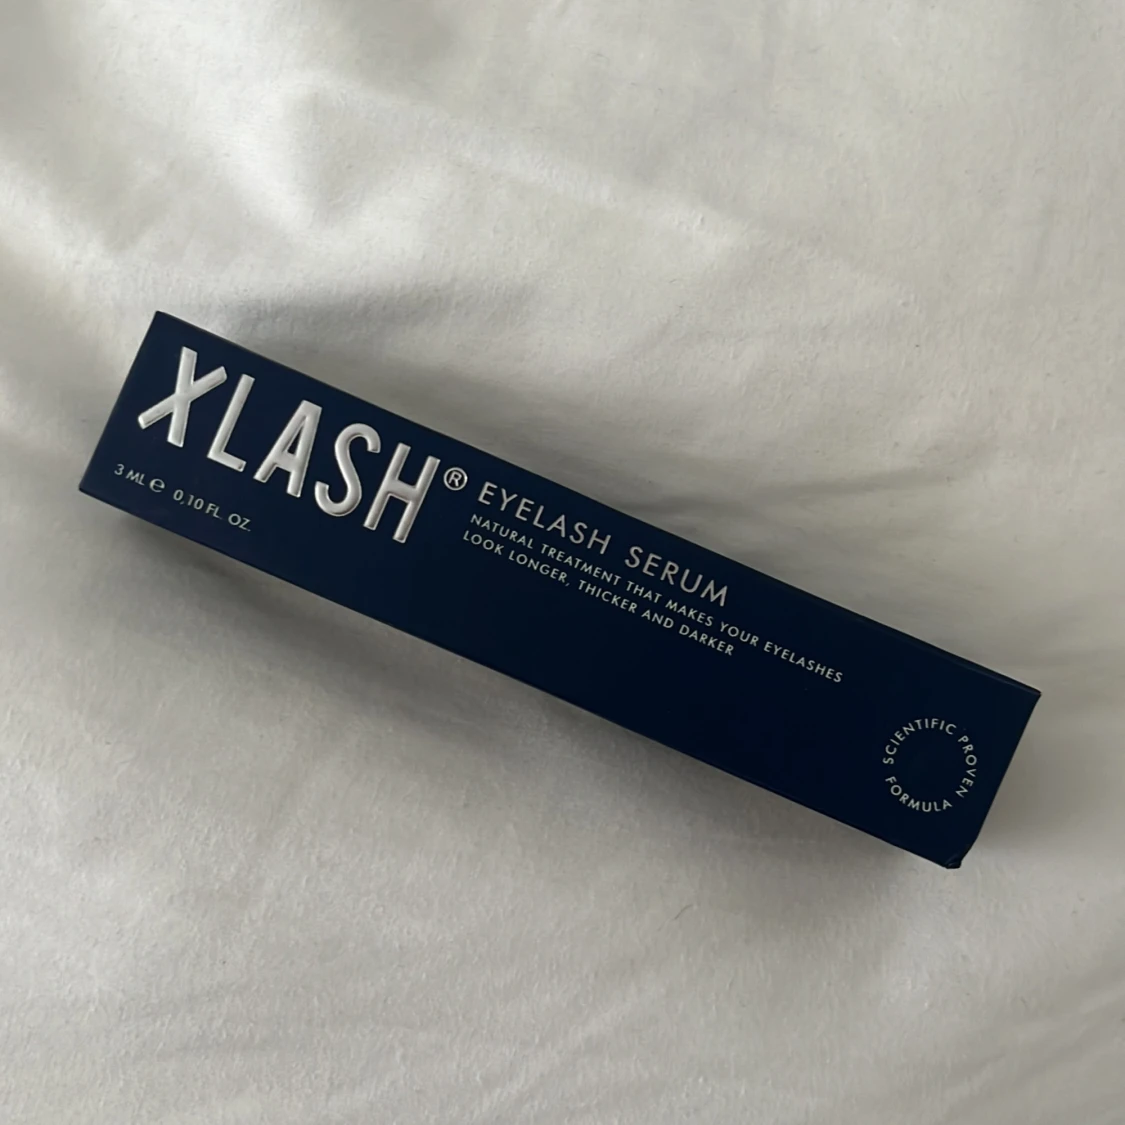 XLASH®
3 ML ℮ 0,10 FL. OZ.
EYELASH SERUM
NATURAL TREATMENT THAT MAKES YOUR EYELASHES
LOOK LONGER, THICKER AND DARKER
SCIENTIFIC PROVEN FORMULA